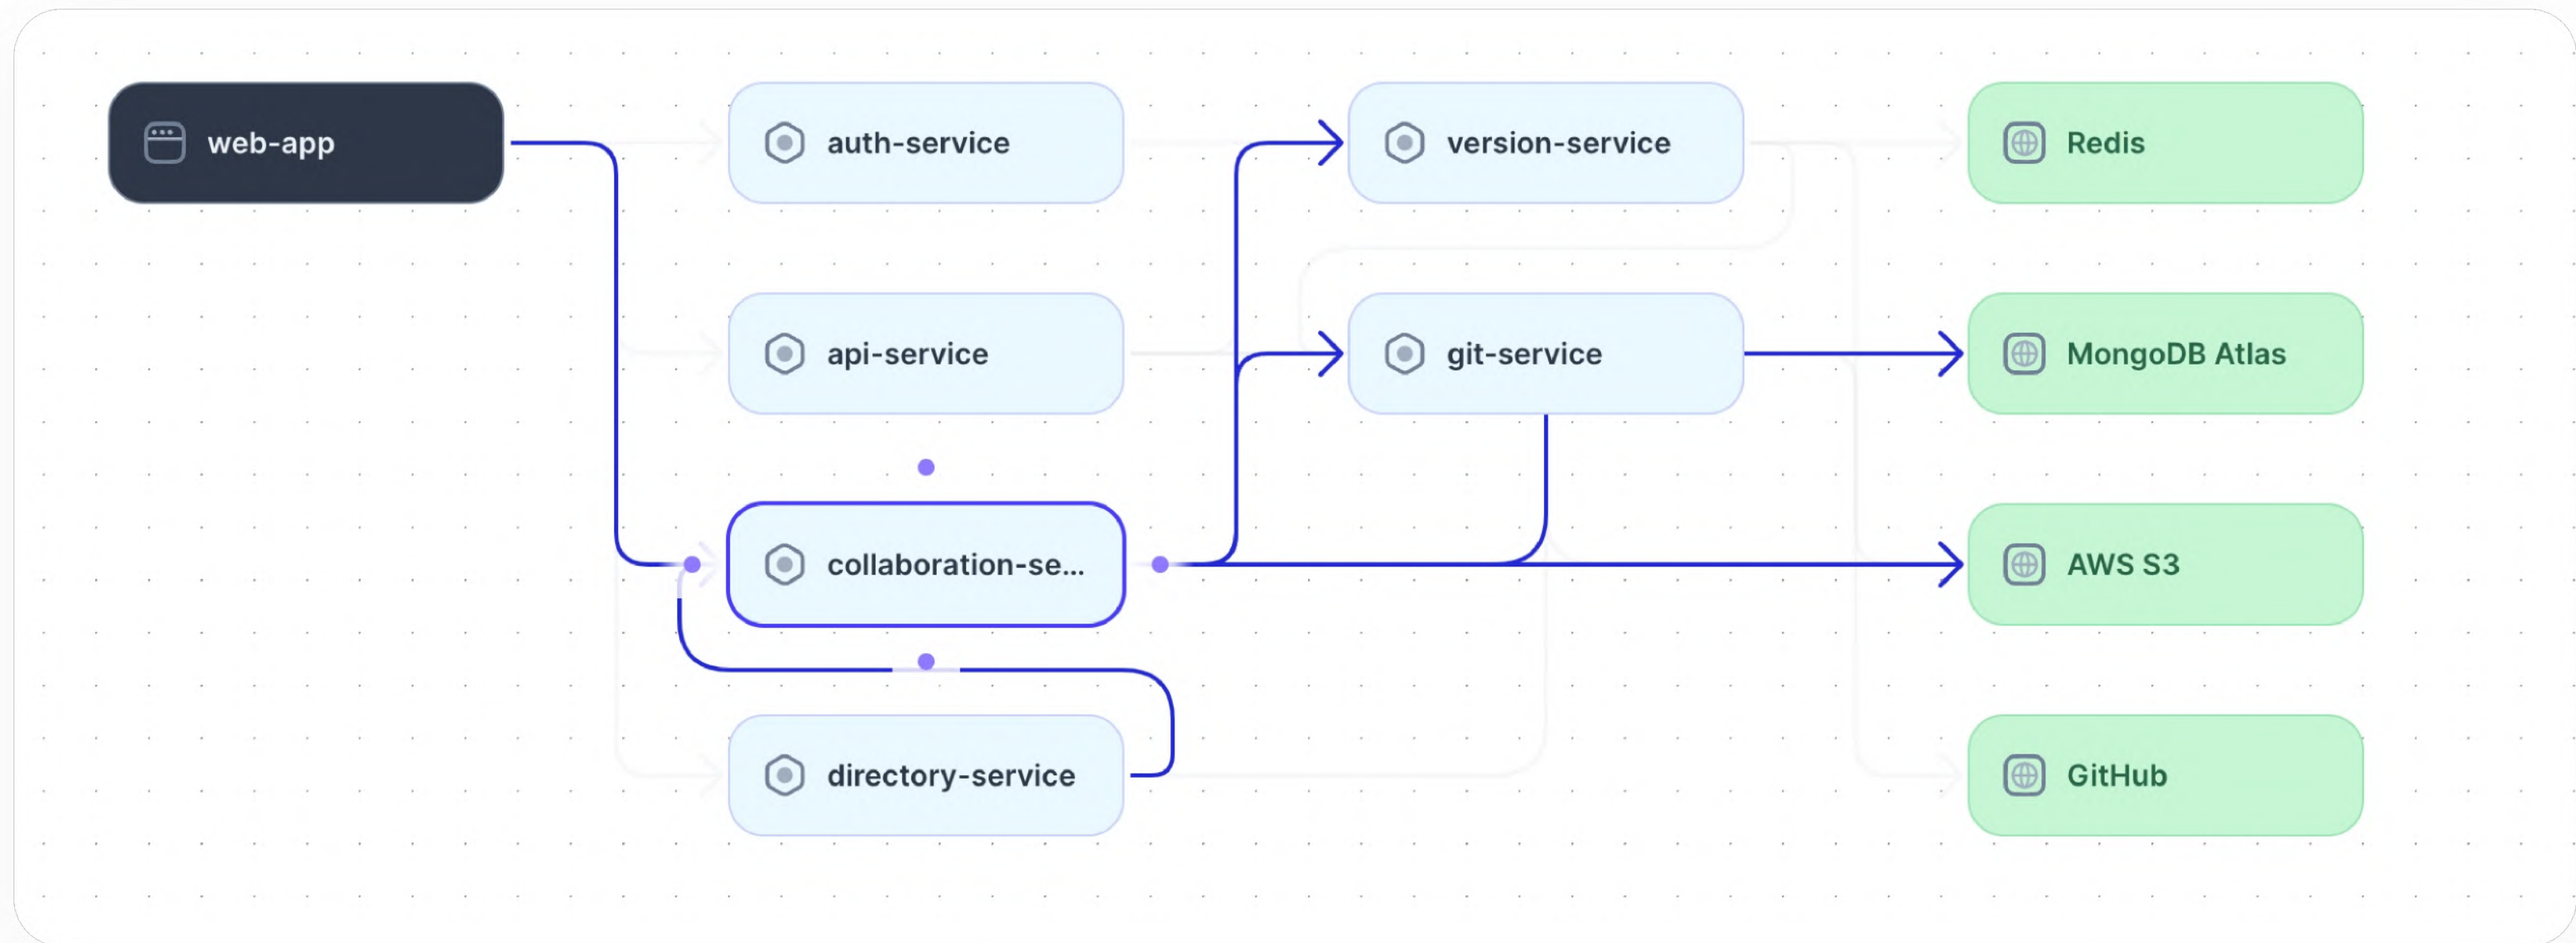 web-app
auth-service
version-service
Redis
api-service
git-service
MongoDB Atlas
collaboration-se...
AWS S3
directory-service
GitHub